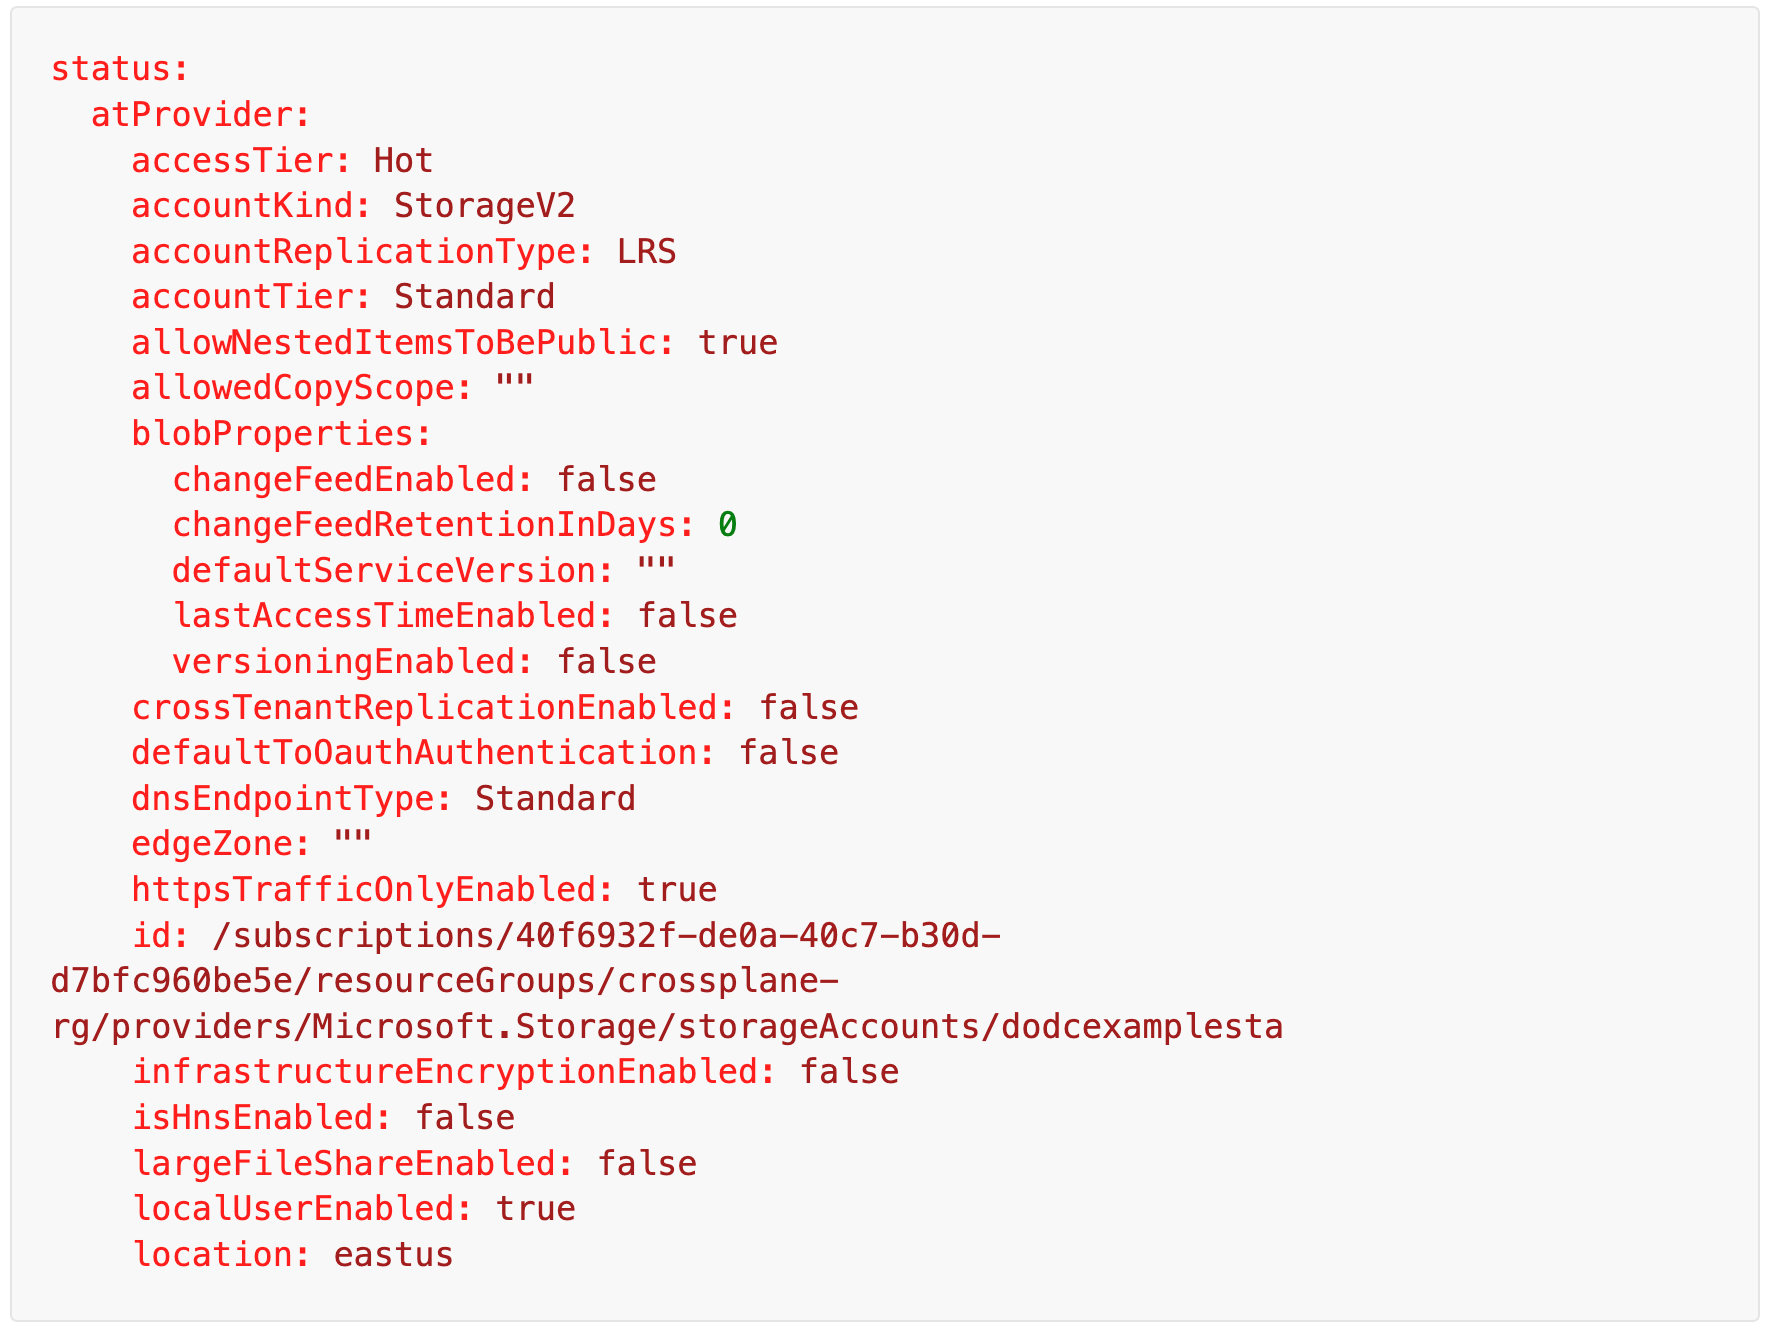 status:
  atProvider:
    accessTier: Hot
    accountKind: StorageV2
    accountReplicationType: LRS
    accountTier: Standard
    allowNestedItemsToBePublic: true
    allowedCopyScope: ""
    blobProperties:
      changeFeedEnabled: false
      changeFeedRetentionInDays: 0
      defaultServiceVersion: ""
      lastAccessTimeEnabled: false
      versioningEnabled: false
    crossTenantReplicationEnabled: false
    defaultToOauthAuthentication: false
    dnsEndpointType: Standard
    edgeZone: ""
    httpsTrafficOnlyEnabled: true
    id: /subscriptions/40f6932f-de0a-40c7-b30d-
d7bfc960be5e/resourceGroups/crossplane-
rg/providers/Microsoft.Storage/storageAccounts/dodcexamplesta
    infrastructureEncryptionEnabled: false
    isHnsEnabled: false
    largeFileShareEnabled: false
    localUserEnabled: true
    location: eastus